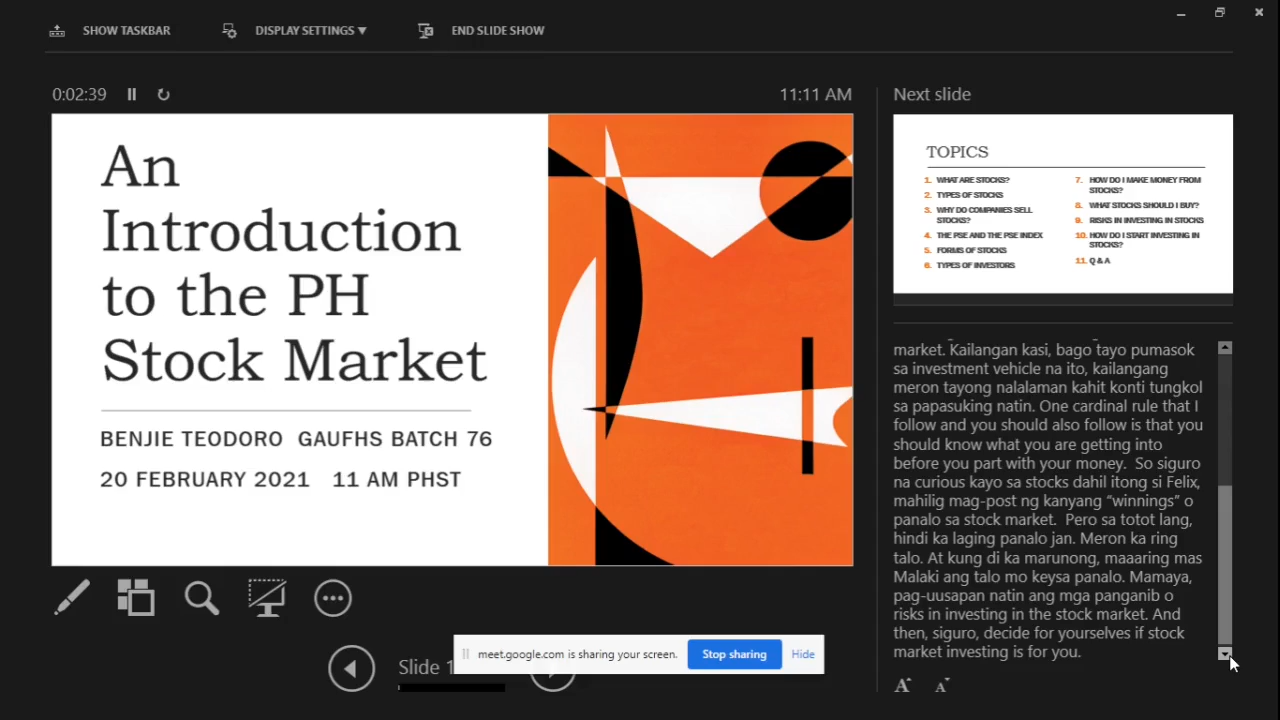 SHOW TASKBAR
DISPLAY SETTINGS ▼
END SLIDE SHOW
0:02:39
11:11 AM
An
Introduction
to the PH
Stock Market
BENJIE TEODORO GAUFHS BATCH 76
20 FEBRUARY 2021 11 AM PHST
Next slide
TOPICS
1. WHAT ARE STOCKS?
2. TYPES OF STOCKS
3. WHY DO COMPANIES SELL
STOCKS?
4. THE PSE AND THE PSE INDEX
5. FORMS OF STOCKS
6. TYPES OF INVESTORS
7. HOW DO I MAKE MONEY FROM
STOCKS?
8. WHAT STOCKS SHOULD I BUY?
9. RISKS IN INVESTING IN STOCKS
10. HOW DO I START INVESTING IN
STOCKS?
11. Q & A
market. Kailangan kasi, bago tayo pumasok
sa investment vehicle na ito, kailangang
meron tayong nalalaman kahit konti tungkol
sa papasuking natin. One cardinal rule that I
follow and you should also follow is that you
should know what you are getting into
before you part with your money. So siguro
na curious kayo sa stocks dahil itong si Felix,
mahilig mag-post ng kanyang “winnings” o
panalo sa stock market. Pero sa totot lang,
hindi ka laging panalo jan. Meron ka ring
talo. At kung di ka marunong, maaaring mas
Malaki ang talo mo keysa panalo. Mamaya,
pag-uusapan natin ang mga panganib o
risks in investing in the stock market. And
then, siguro, decide for yourselves if stock
market investing is for you.
meet.google.com is sharing your screen.
Stop sharing
Hide
Slide 1
A A